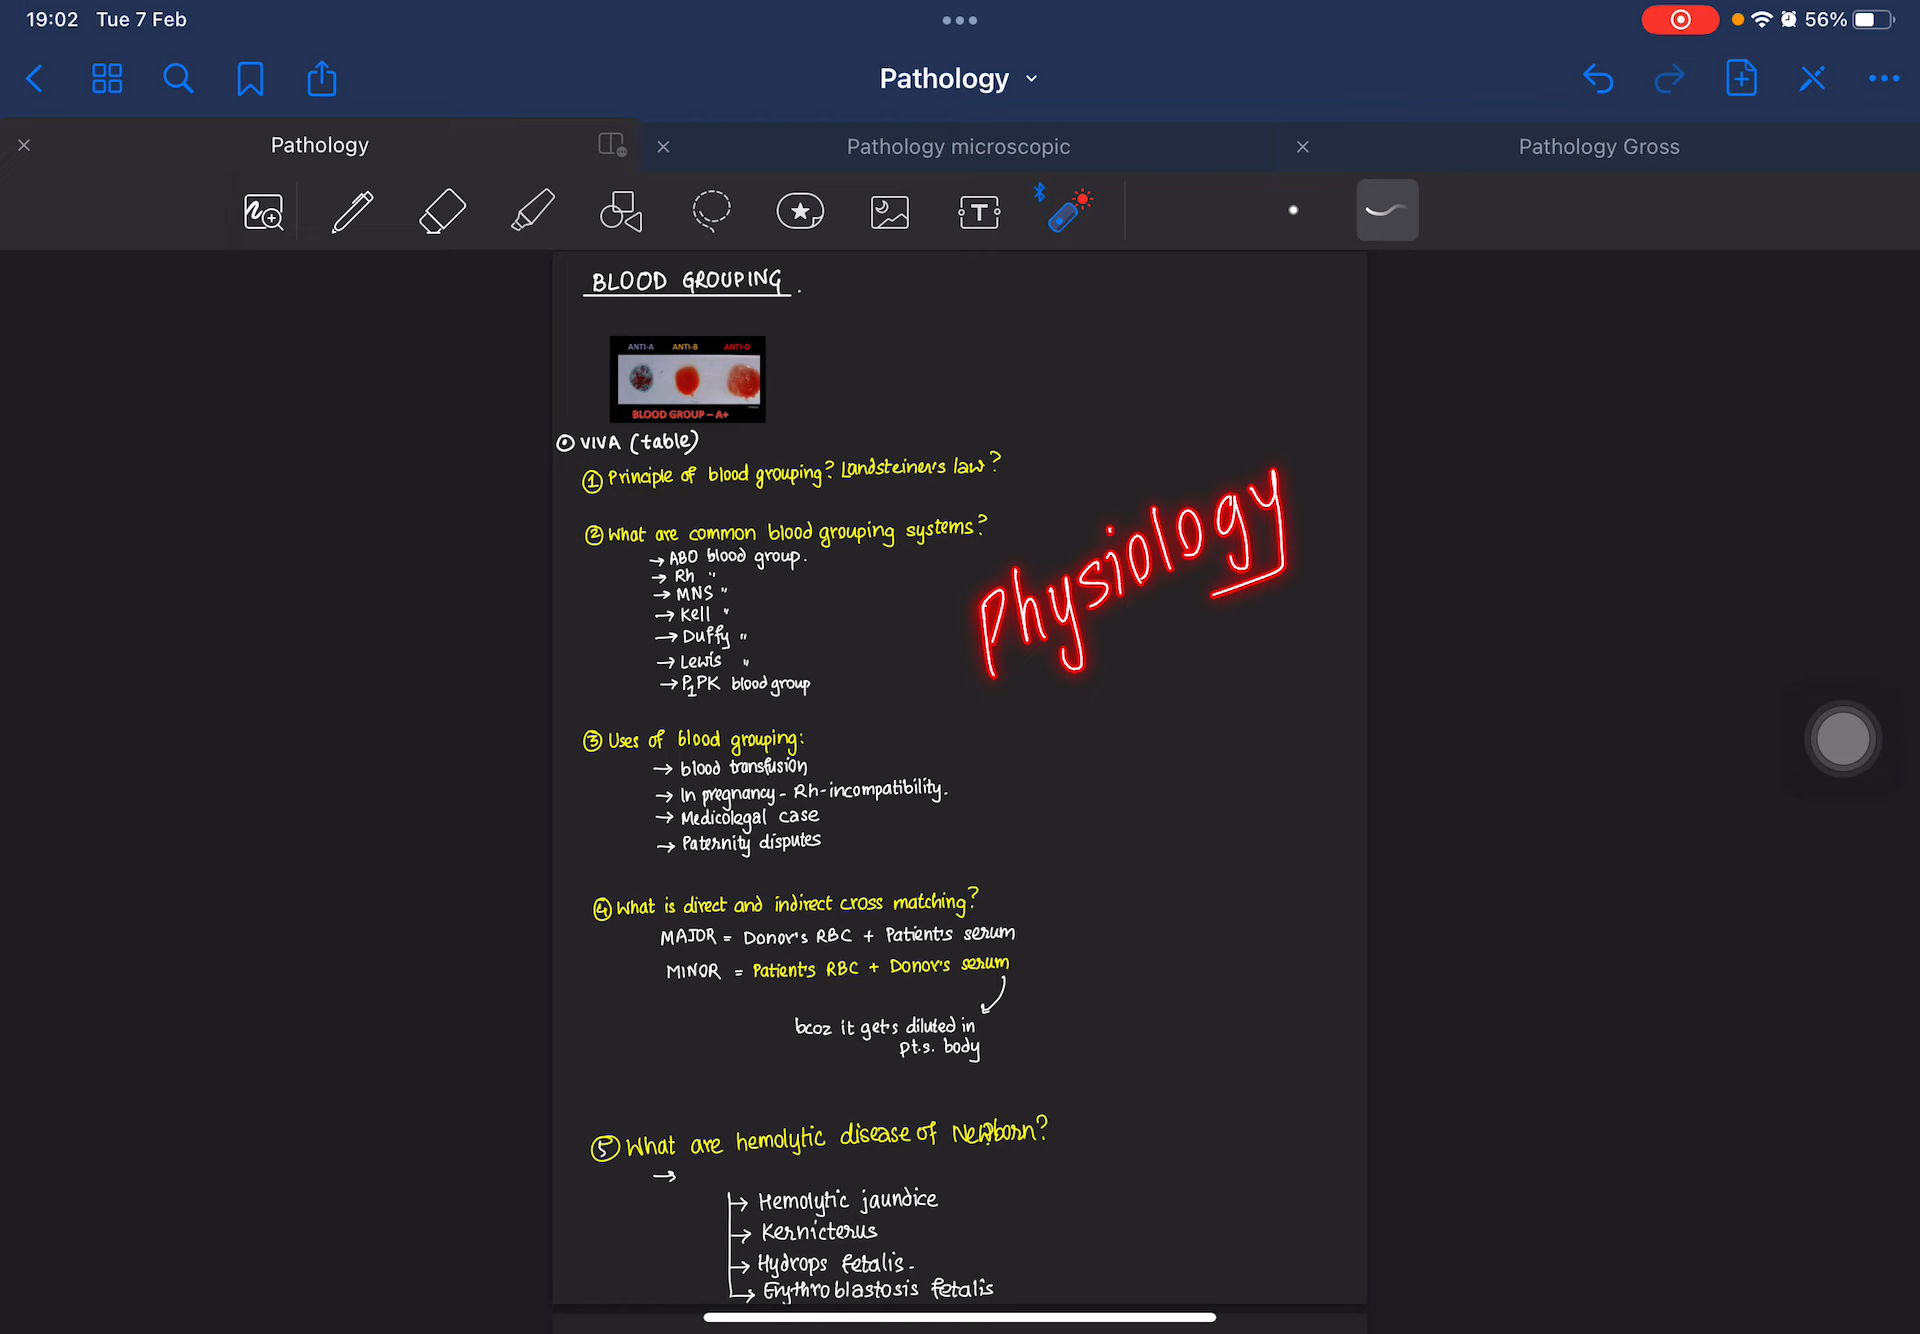 19:02 Tue 7 Feb
56%
Pathology
Pathology
Pathology microscopic
Pathology Gross
BLOOD GROUPING.
ANTI-A ANTI-B ANTI-D
BLOOD GROUP – A+
VIVA (table)
① Principle of blood grouping? Landsteiner's law?
② What are common blood grouping systems?
→ ABO blood group.
→ Rh "
→ MNS "
→ Kell "
→ Duffy "
→ Lewis "
→ P1PK blood group
Physiology
③ Uses of blood grouping:
→ blood transfusion
→ In pregnancy - Rh-incompatibility.
→ Medicolegal case
→ Paternity disputes
④ What is direct and indirect cross matching?
MAJOR = Donor's RBC + Patient's serum
MINOR = Patient's RBC + Donor's serum
bcoz it gets diluted in
pt.s. body
⑤ What are hemolytic disease of Newborn?
→
→ Hemolytic jaundice
→ Kernicterus
→ Hydrops fetalis.
→ Erythroblastosis fetalis